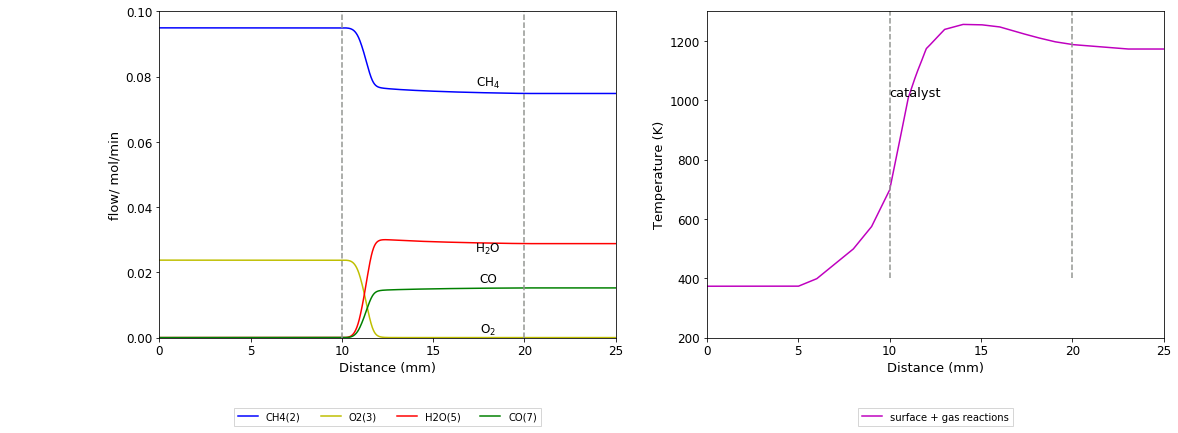 0.10
0.08
0.06
0.04
0.02
0.00
flow/ mol/min
CH4
H2O
CO
O2
0 5 10 15 20 25
Distance (mm)
CH4(2) O2(3) H2O(5) CO(7)
1200
1000
800
600
400
200
Temperature (K)
catalyst
0 5 10 15 20 25
Distance (mm)
surface + gas reactions